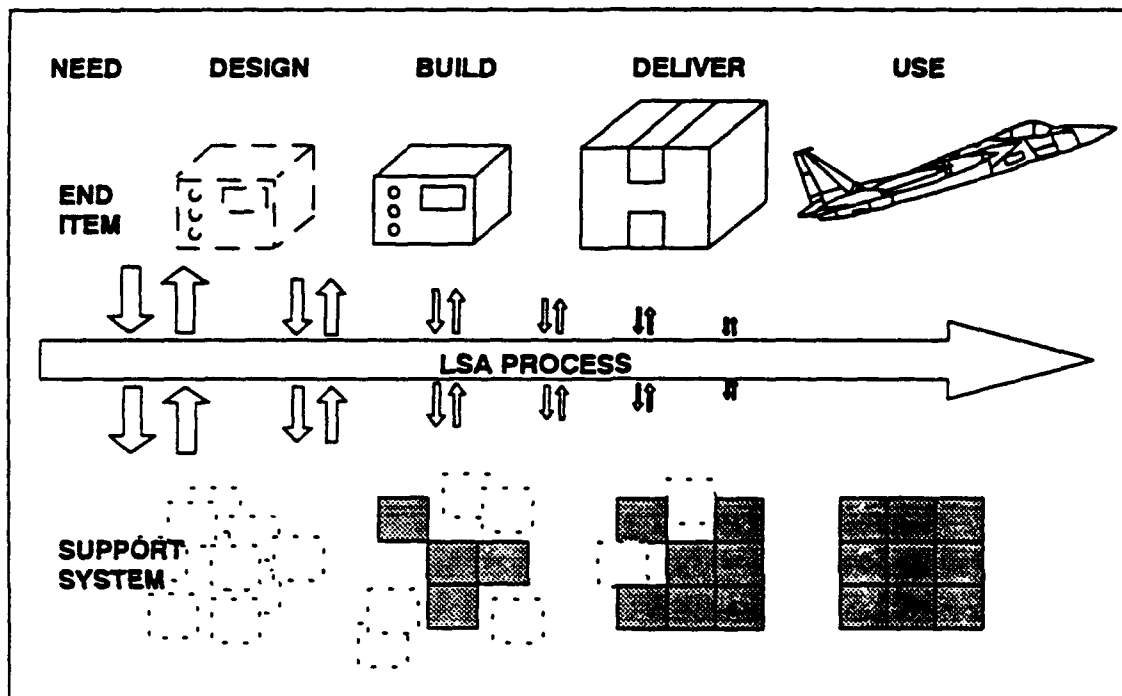 NEED DESIGN BUILD DELIVER USE
END
ITEM
LSA PROCESS
SUPPORT
SYSTEM